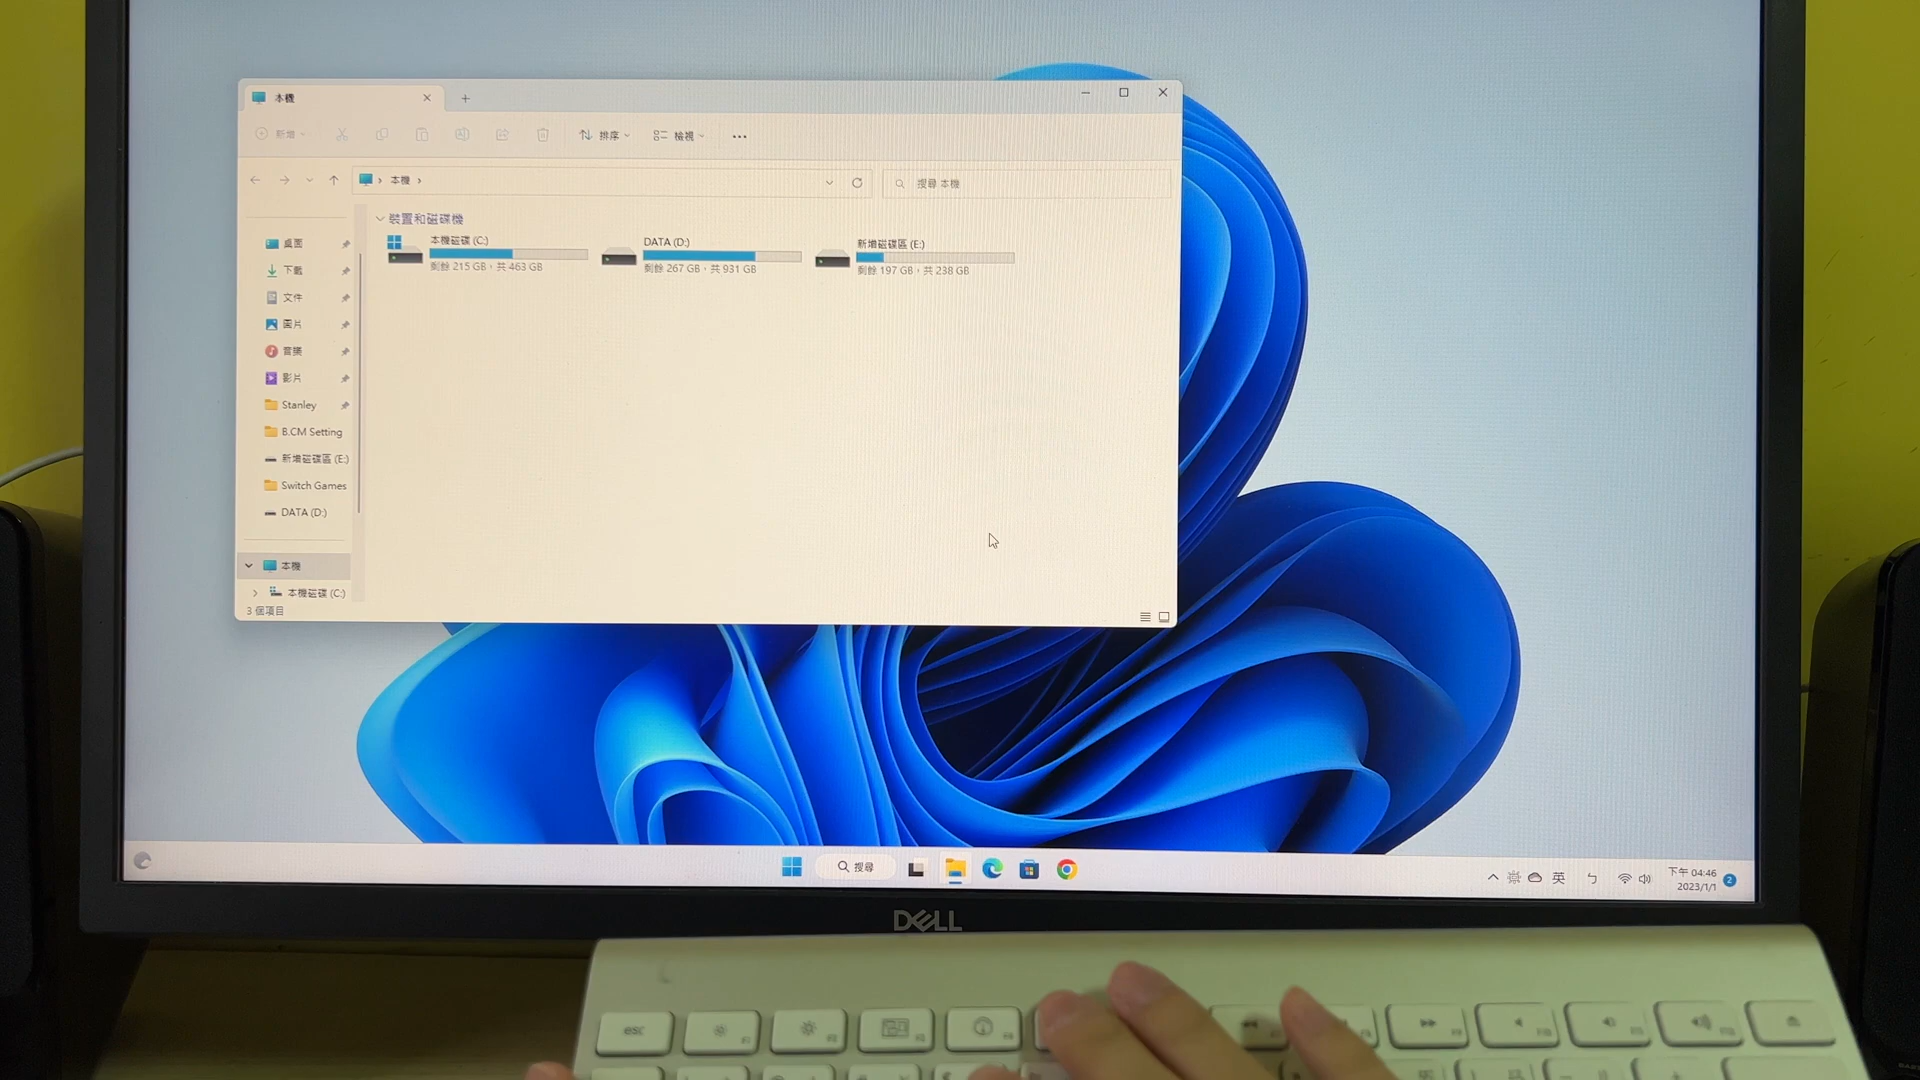 本機
新增
排序
檢視
本機
搜尋 本機
裝置和磁碟機
本機磁碟 (C:)
剩餘 215 GB，共 463 GB
DATA (D:)
剩餘 267 GB，共 931 GB
新增磁碟區 (E:)
剩餘 197 GB，共 238 GB
桌面
下載
文件
圖片
音樂
影片
Stanley
B.CM Setting
新增磁碟區 (E:)
Switch Games
DATA (D:)
本機
本機磁碟 (C:)
3 個項目
搜尋
英
ㄅ
下午 04:46
2023/1/1
2
DELL
esc